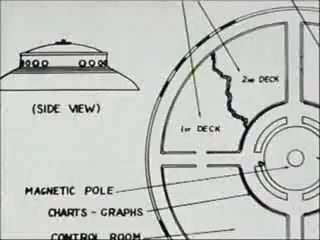 2ND DECK
(SIDE VIEW)
1ST DECK
MAGNETIC POLE
CHARTS - GRAPHS
CONTROL ROOM